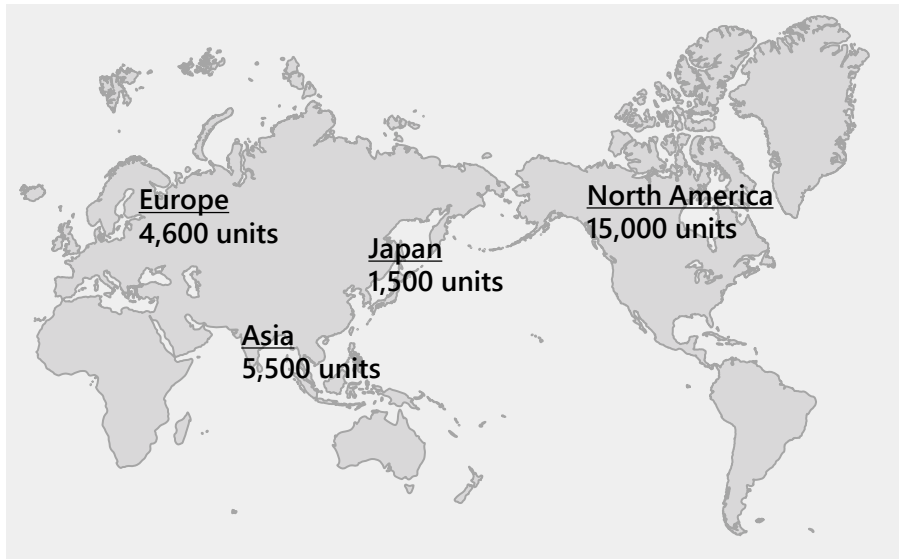 Europe
4,600 units
North America
15,000 units
Japan
1,500 units
Asia
5,500 units